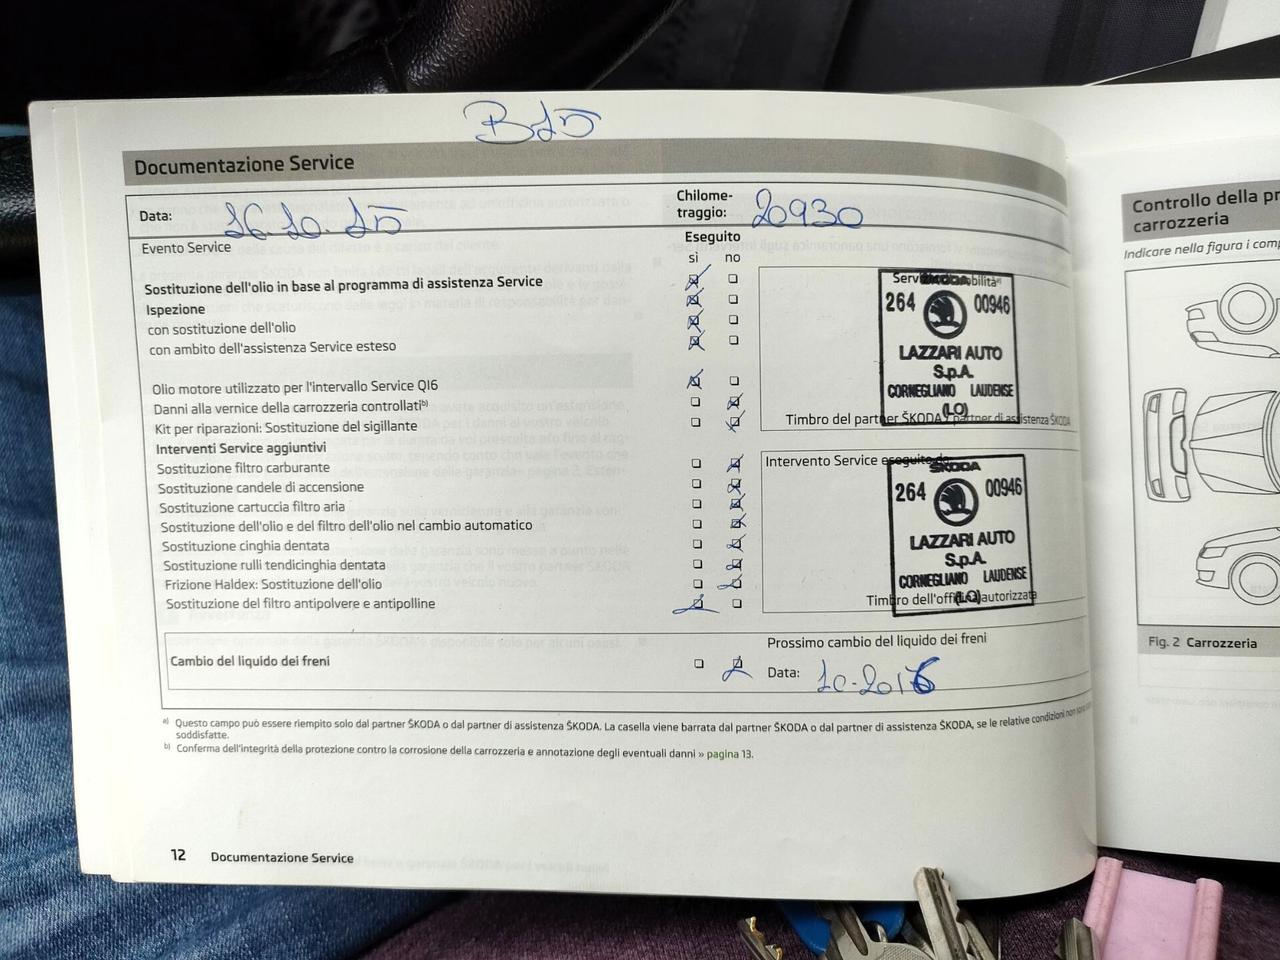 B15
Documentazione Service
Data: 16.10.15
Chilome-
traggio: 20930
Evento Service
Eseguito
sì no
Sostituzione dell'olio in base al programma di assistenza Service
Ispezione
con sostituzione dell'olio
con ambito dell'assistenza Service esteso
Olio motore utilizzato per l'intervallo Service QI6
Danni alla vernice della carrozzeria controllati b)
Kit per riparazioni: Sostituzione del sigillante
Interventi Service aggiuntivi
Sostituzione filtro carburante
Sostituzione candele di accensione
Sostituzione cartuccia filtro aria
Sostituzione dell'olio e del filtro dell'olio nel cambio automatico
Sostituzione cinghia dentata
Sostituzione rulli tendicinghia dentata
Frizione Haldex: Sostituzione dell'olio
Sostituzione del filtro antipolvere e antipolline
ŠKODA
264 00946
LAZZARI AUTO
S.p.A.
CORNEGLIANO LAUDENSE
(LO)
Timbro del partner ŠKODA / partner di assistenza ŠKODA
Intervento Service eseguito da:
ŠKODA
264 00946
LAZZARI AUTO
S.p.A.
CORNEGLIANO LAUDENSE
(LO)
Timbro dell'officina autorizzata
Cambio del liquido dei freni
Prossimo cambio del liquido dei freni
Data: 10-2016
a) Questo campo può essere riempito solo dal partner ŠKODA o dal partner di assistenza ŠKODA. La casella viene barrata dal partner ŠKODA o dal partner di assistenza ŠKODA, se le relative condizioni non sono
soddisfatte.
b) Conferma dell'integrità della protezione contro la corrosione della carrozzeria e annotazione degli eventuali danni » pagina 13.
12 Documentazione Service
Controllo della
carrozzeria
Indicare nella figura i
Fig. 2 Carrozzeria